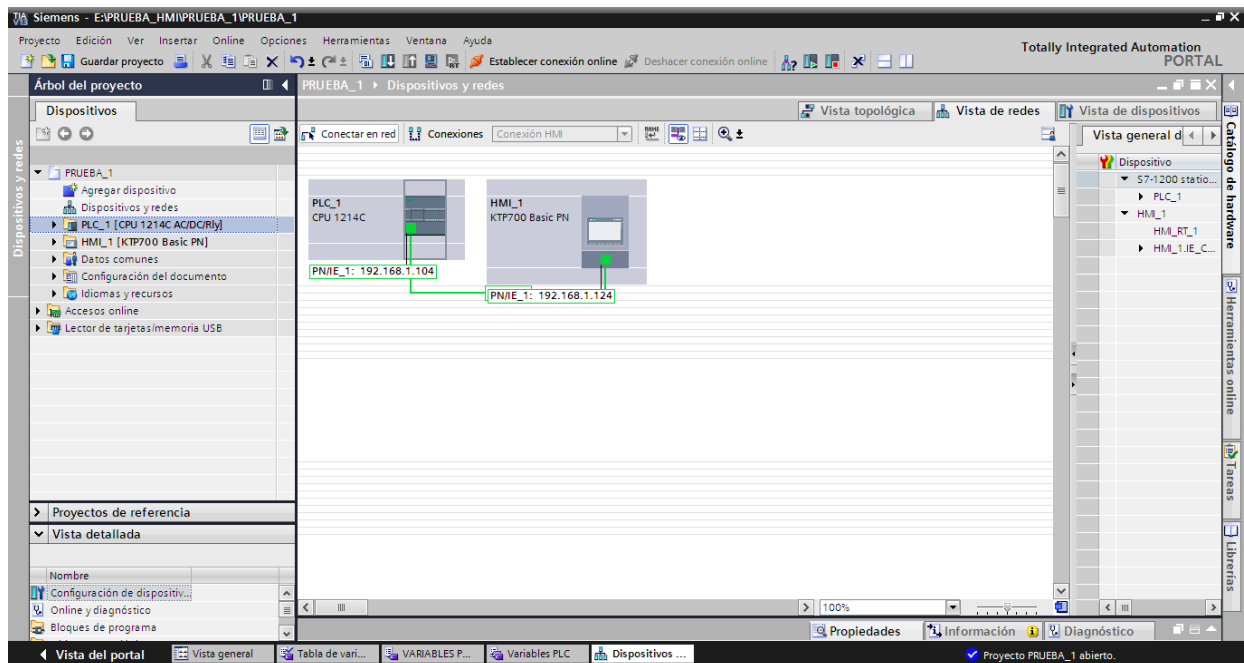 Siemens - E:\PRUEBA_HMI\PRUEBA_1\PRUEBA_1
Proyecto Edición Ver Insertar Online Opciones Herramientas Ventana Ayuda
Totally Integrated Automation
PORTAL
Guardar proyecto
Establecer conexión online
Deshacer conexión online
Árbol del proyecto
PRUEBA_1 Dispositivos y redes
Dispositivos
Vista topológica
Vista de redes
Vista de dispositivos
Conectar en red
Conexiones
Conexión HMI
Vista general d
Dispositivos y redes
PRUEBA_1
Agregar dispositivo
Dispositivos y redes
PLC_1 [CPU 1214C AC/DC/Rly]
HMI_1 [KTP700 Basic PN]
Datos comunes
Configuración del documento
Idiomas y recursos
Accesos online
Lector de tarjetas/memoria USB
PLC_1
CPU 1214C
HMI_1
KTP700 Basic PN
PN/IE_1: 192.168.1.104
PN/IE_1: 192.168.1.124
Dispositivo
S7-1200 statio...
PLC_1
HMI_1
HMI_RT_1
HMI_1.IE_C...
Catálogo de hardware
Herramientas online
Tareas
Librerías
Proyectos de referencia
Vista detallada
Nombre
Configuración de dispositiv...
Online y diagnóstico
Bloques de programa
100%
Propiedades
Información
Diagnóstico
Vista del portal
Vista general
Tabla de vari...
VARIABLES P...
Variables PLC
Dispositivos ...
Proyecto PRUEBA_1 abierto.